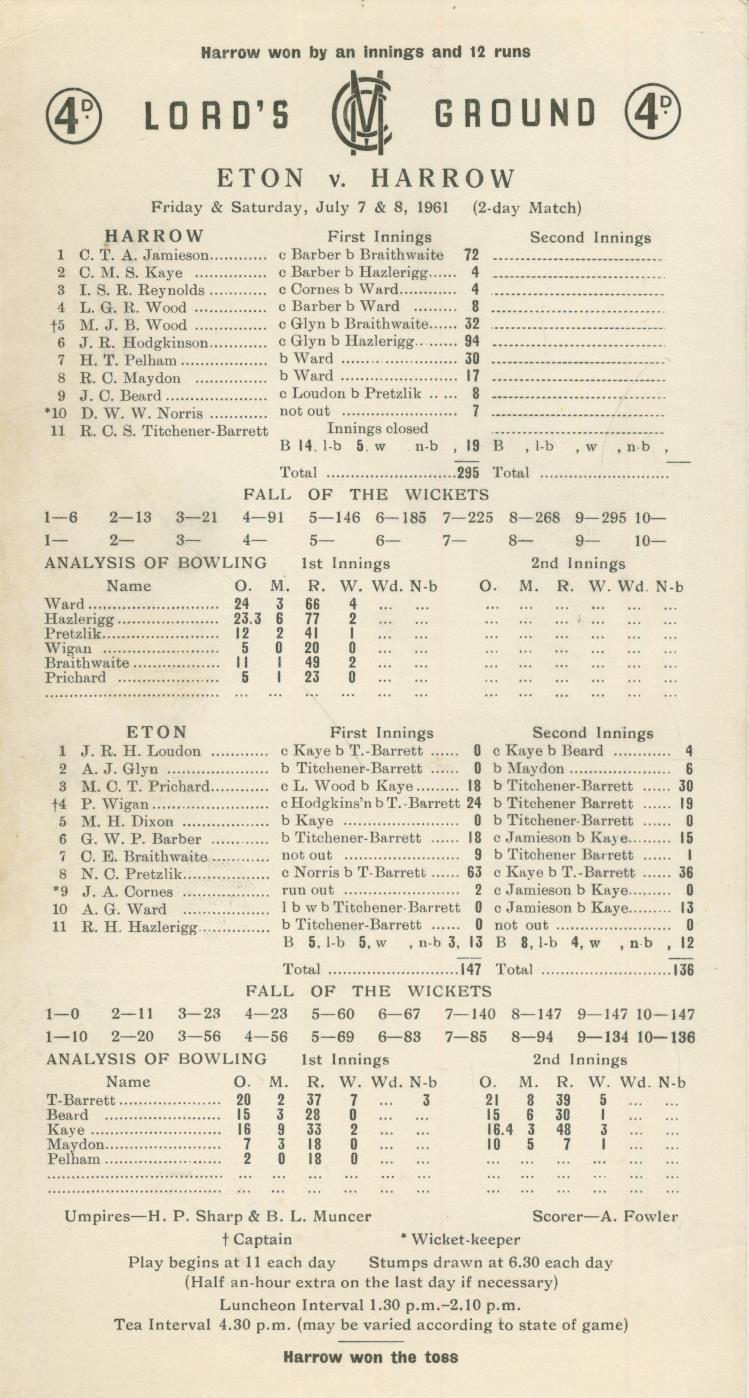 Harrow won by an innings and 12 runs
4D. LORD'S MCC GROUND 4D.
ETON v. HARROW
Friday & Saturday, July 7 & 8, 1961 (2-day Match)
HARROW First Innings Second Innings
1 C. T. A. Jamieson............ c Barber b Braithwaite 72
2 C. M. S. Kaye ............... c Barber b Hazlerigg...... 4
3 I. S. R. Reynolds ............ c Cornes b Ward............ 4
4 L. G. R. Wood ............... c Barber b Ward ......... 8
†5 M. J. B. Wood ............... c Glyn b Braithwaite...... 32
6 J. R. Hodgkinson............ c Glyn b Hazlerigg......... 94
7 H. T. Pelham .................. b Ward ........................ 30
8 R. C. Maydon ............... b Ward ........................ 17
9 J. C. Beard ..................... c Loudon b Pretzlik ...... 8
*10 D. W. W. Norris ............ not out ........................ 7
11 R. C. S. Titchener-Barrett Innings closed
B 14, l-b 5, w n-b , 19 B , l-b , w , n-b ,
Total ...........................295 Total ...........................
FALL OF THE WICKETS
1—6 2—13 3—21 4—91 5—146 6—185 7—225 8—268 9—295 10—
1— 2— 3— 4— 5— 6— 7— 8— 9— 10—
ANALYSIS OF BOWLING 1st Innings 2nd Innings
Name O. M. R. W. Wd. N-b O. M. R. W. Wd. N-b
Ward ........................... 24 3 66 4 ... ... ... ... ... ... ... ...
Hazlerigg ..................... 23.3 6 77 2 ... ... ... ... ... ... ... ...
Pretzlik........................ 12 2 41 1 ... ... ... ... ... ... ... ...
Wigan ........................ 5 0 20 0 ... ... ... ... ... ... ... ...
Braithwaite .................. 11 1 49 2 ... ... ... ... ... ... ... ...
Prichard ..................... 5 1 23 0 ... ... ... ... ... ... ... ...
.................................... ... ... ... ... ... ... ... ... ... ... ... ...
ETON First Innings Second Innings
1 J. R. H. Loudon ............ c Kaye b T.-Barrett ...... 0 c Kaye b Beard ............ 4
2 A. J. Glyn ..................... b Titchener-Barrett ...... 0 b Maydon ..................... 6
3 M. C. T. Prichard............ c L. Wood b Kaye......... 18 b Titchener-Barrett ...... 30
†4 P. Wigan ........................ c Hodgkins'n b T.-Barrett 24 b Titchener Barrett ...... 19
5 M. H. Dixon .................. b Kaye ........................ 0 b Titchener-Barrett ...... 0
6 G. W. P. Barber ............ b Titchener-Barrett ...... 18 c Jamieson b Kaye......... 15
7 C. E. Braithwaite ............ not out ........................ 9 b Titchener Barrett ...... 1
8 N. C. Pretzlik.................. c Norris b T-Barrett ...... 63 c Kaye b T.-Barrett ...... 36
*9 J. A. Cornes .................. run out ........................ 2 c Jamieson b Kaye......... 0
10 A. G. Ward .................. l b w b Titchener-Barrett 0 c Jamieson b Kaye......... 13
11 R. H. Hazlerigg............... b Titchener-Barrett ...... 0 not out ........................ 0
B 5, l-b 5, w , n-b 3, 13 B 8, l-b 4, w , n-b , 12
Total ...........................147 Total ...........................136
FALL OF THE WICKETS
1—0 2—11 3—23 4—23 5—60 6—67 7—140 8—147 9—147 10—147
1—10 2—20 3—56 4—56 5—69 6—83 7—85 8—94 9—134 10—136
ANALYSIS OF BOWLING 1st Innings 2nd Innings
Name O. M. R. W. Wd. N-b O. M. R. W. Wd. N-b
T-Barrett ..................... 20 2 37 7 ... 3 21 8 39 5 ... ...
Beard ........................ 15 3 28 0 ... ... 15 6 30 1 ... ...
Kaye ........................... 16 9 33 2 ... ... 16.4 3 48 3 ... ...
Maydon........................ 7 3 18 0 ... ... 10 5 7 1 ... ...
Pelham ........................ 2 0 18 0 ... ... ... ... ... ... ... ...
.................................... ... ... ... ... ... ... ... ... ... ... ... ...
.................................... ... ... ... ... ... ... ... ... ... ... ... ...
Umpires—H. P. Sharp & B. L. Muncer Scorer—A. Fowler
† Captain * Wicket-keeper
Play begins at 11 each day Stumps drawn at 6.30 each day
(Half an-hour extra on the last day if necessary)
Luncheon Interval 1.30 p.m.–2.10 p.m.
Tea Interval 4.30 p.m. (may be varied according to state of game)
Harrow won the toss